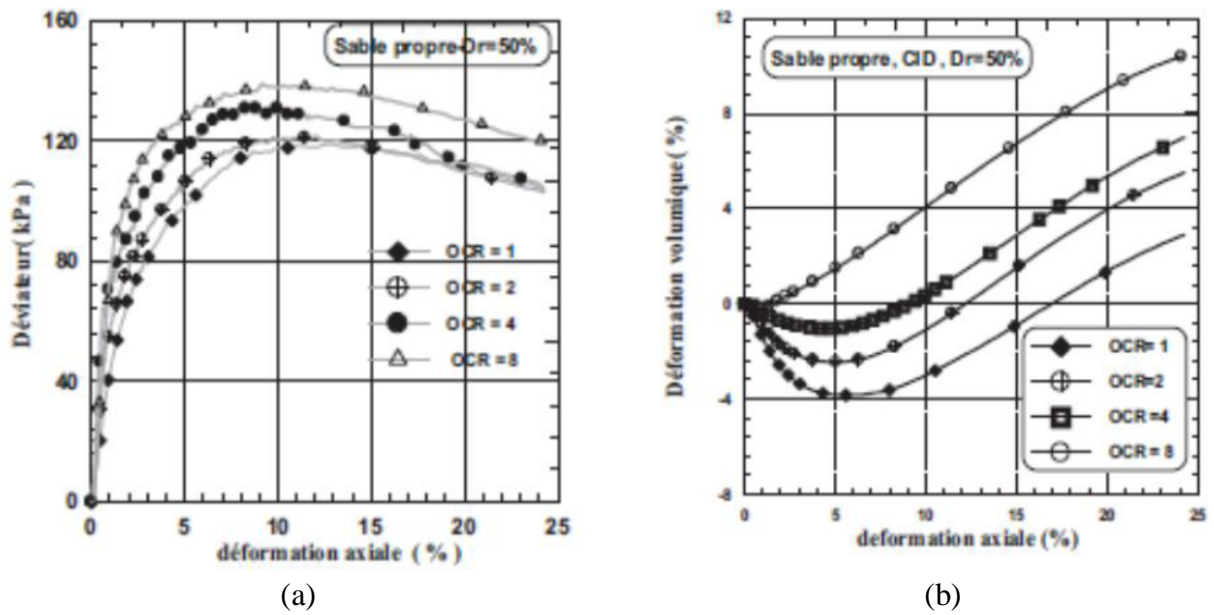 160
120
80
40
0
Déviateur( kPa)
Sable propre-Dr=50%
OCR = 1
OCR = 2
OCR = 4
OCR = 8
0 5 10 15 20 25
déformation axiale ( % )
(a)
12
8
4
0
-4
-8
Déformation volumique( %)
Sable propre, CID , Dr=50%
OCR= 1
OCR=2
OCR =4
OCR = 8
0 5 10 15 20 25
deformation axiale (%)
(b)